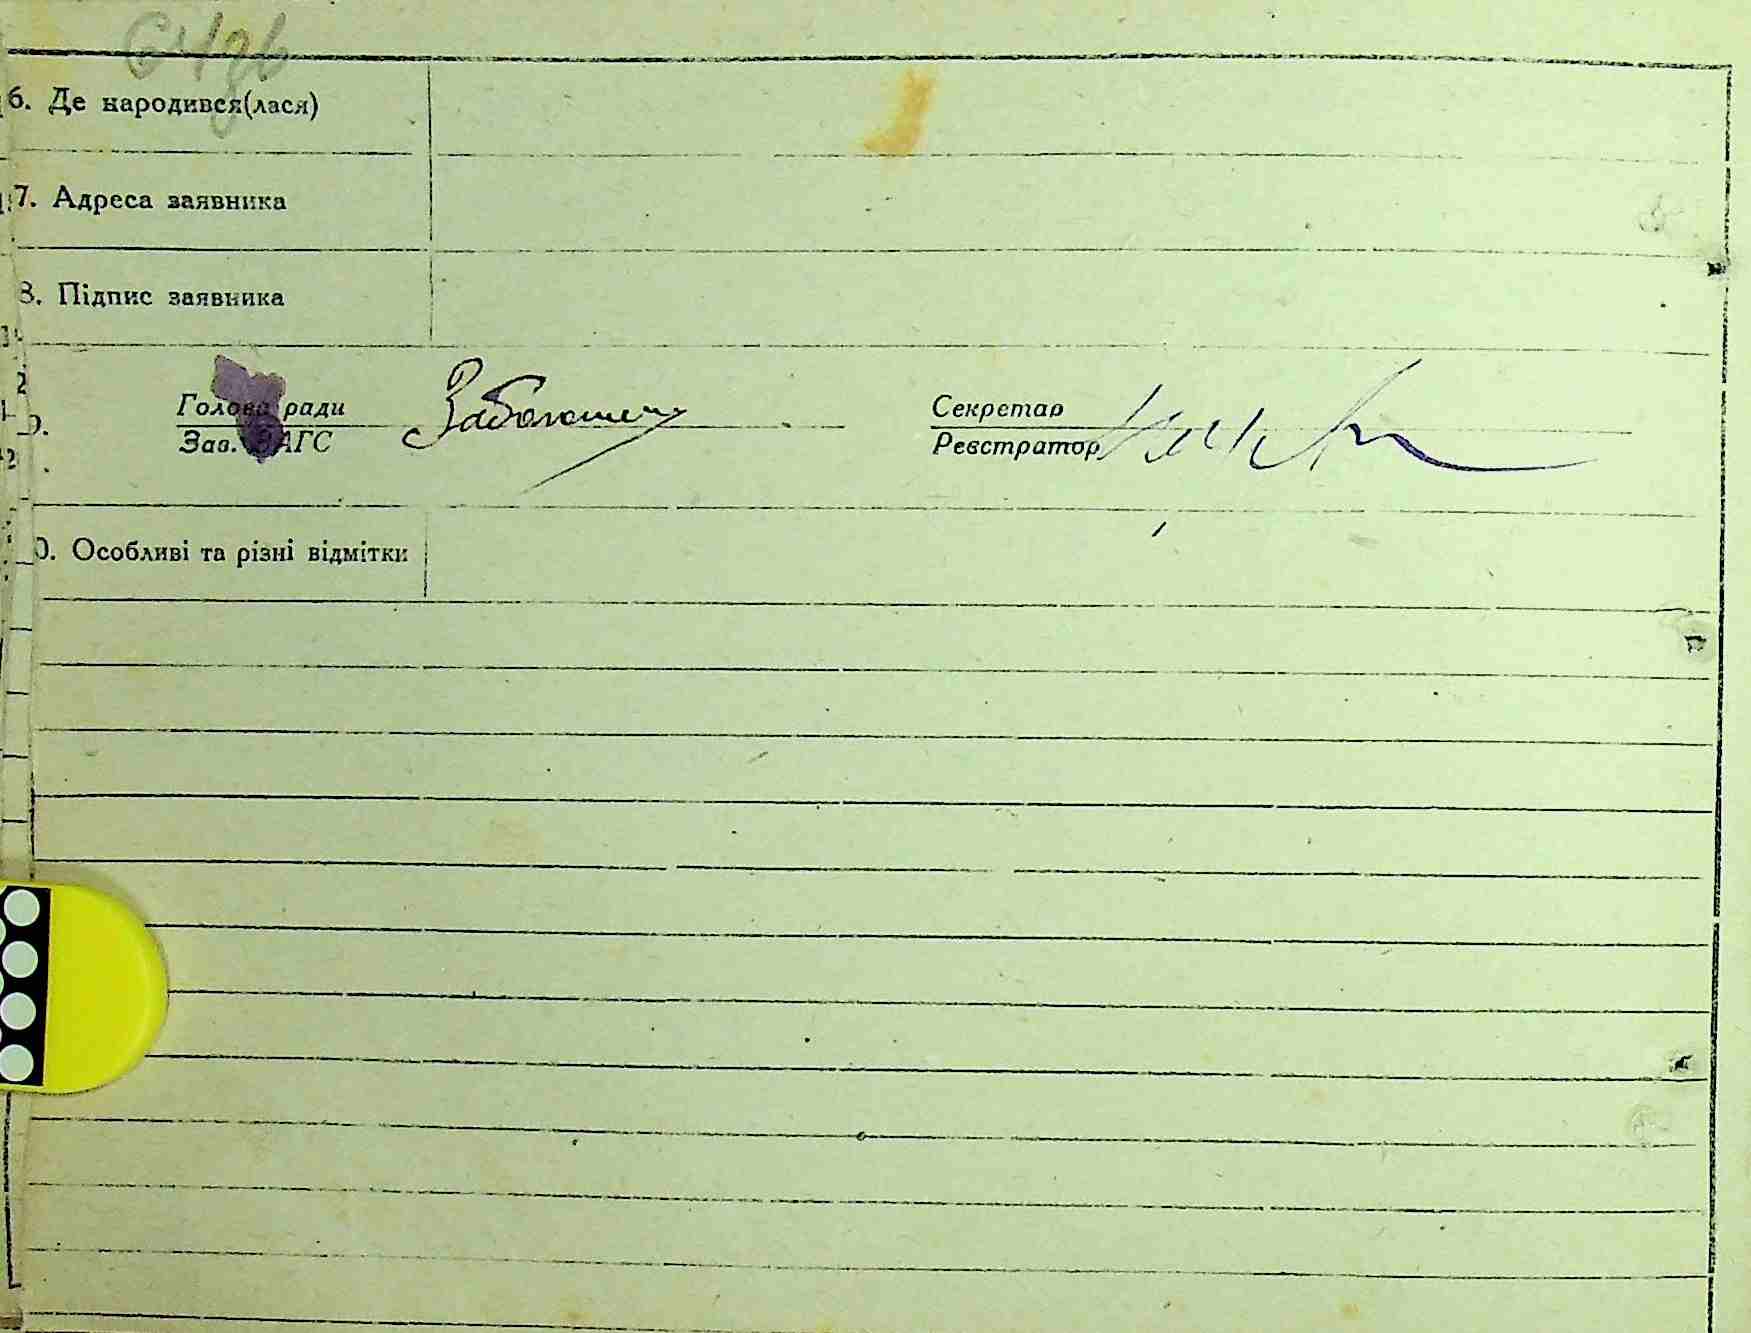 6. Де народився(лася)
7. Адреса заявника
8. Підпис заявника
Голова ради Секретар
Зав. ЗАГС Реєстратор
0. Особливі та різні відмітки